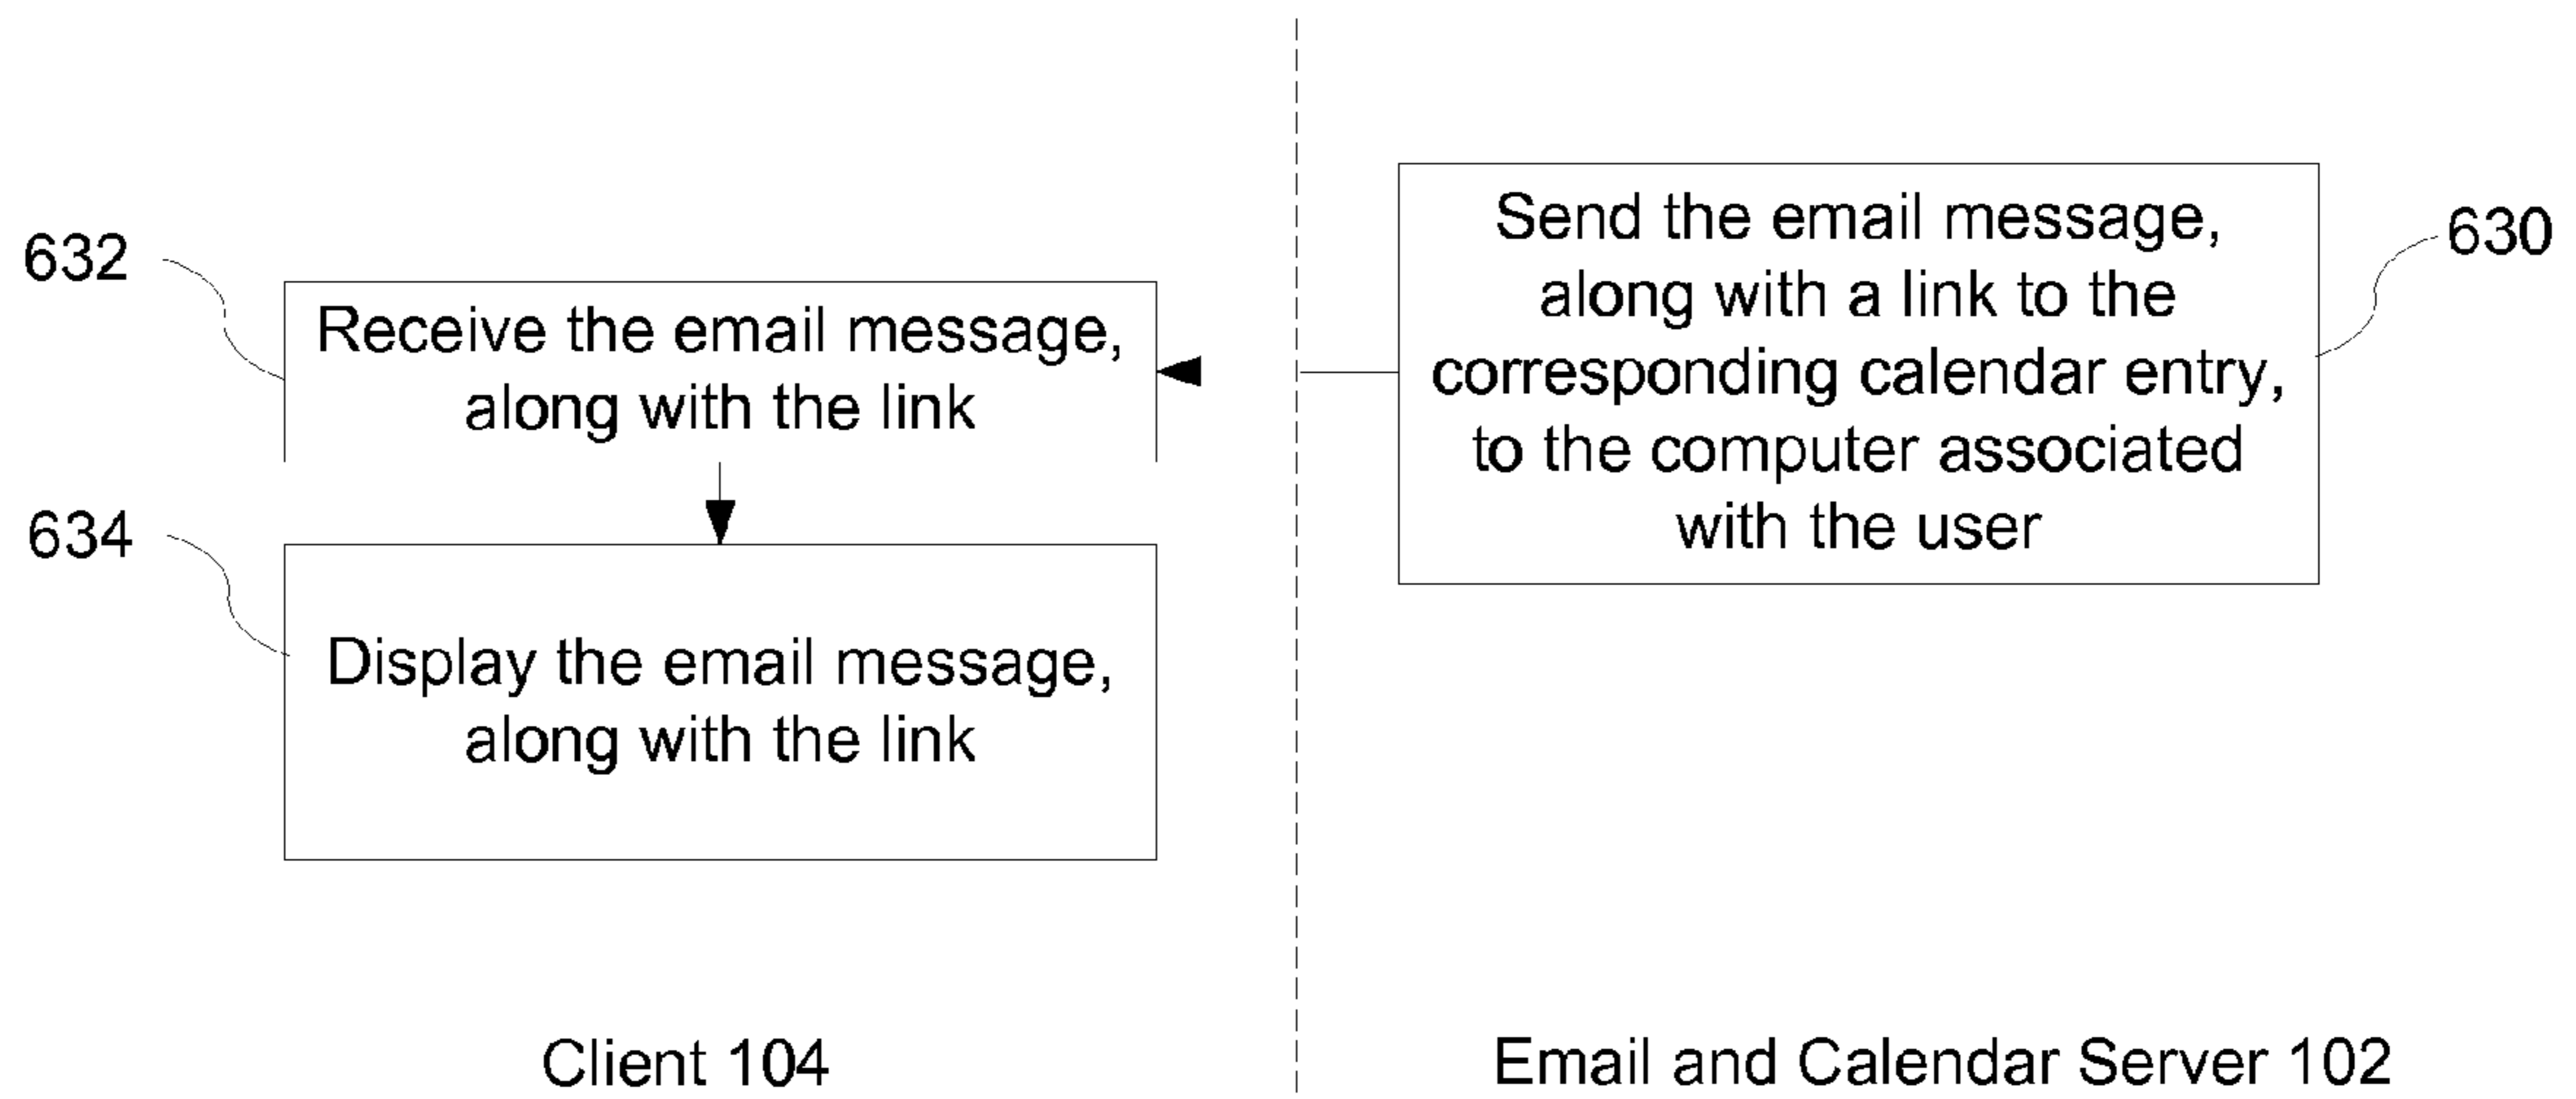 632
Receive the email message,
along with the link
634
Display the email message,
along with the link
Client 104
Send the email message,
along with a link to the
corresponding calendar entry,
to the computer associated
with the user
630
Email and Calendar Server 102